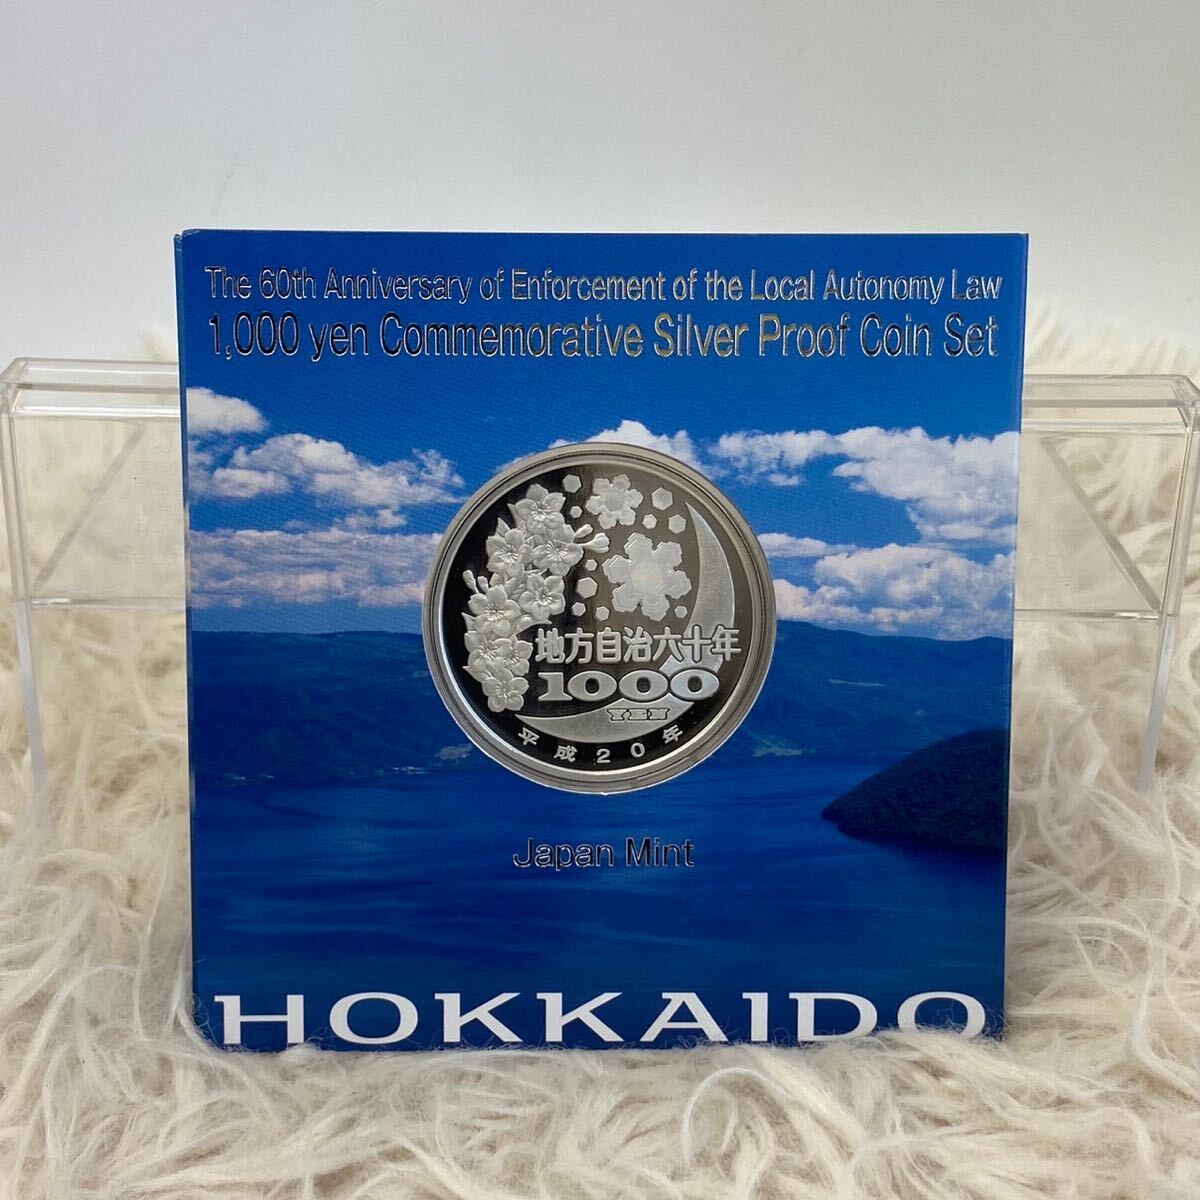 The 60th Anniversary of Enforcement of the Local Autonomy Law
1,000 yen Commemorative Silver Proof Coin Set
地方自治六十年
1000
YEN
平成20年
Japan Mint
HOKKAIDO